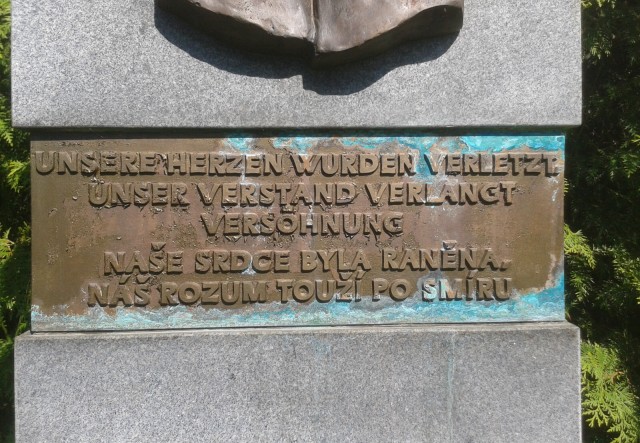 UNSERE HERZEN WURDEN VERLETZT.
UNSER VERSTAND VERLANGT
VERSÖHNUNG
NAŠE SRDCE BYLA RANĚNA.
NÁŠ ROZUM TOUŽÍ PO SMÍRU